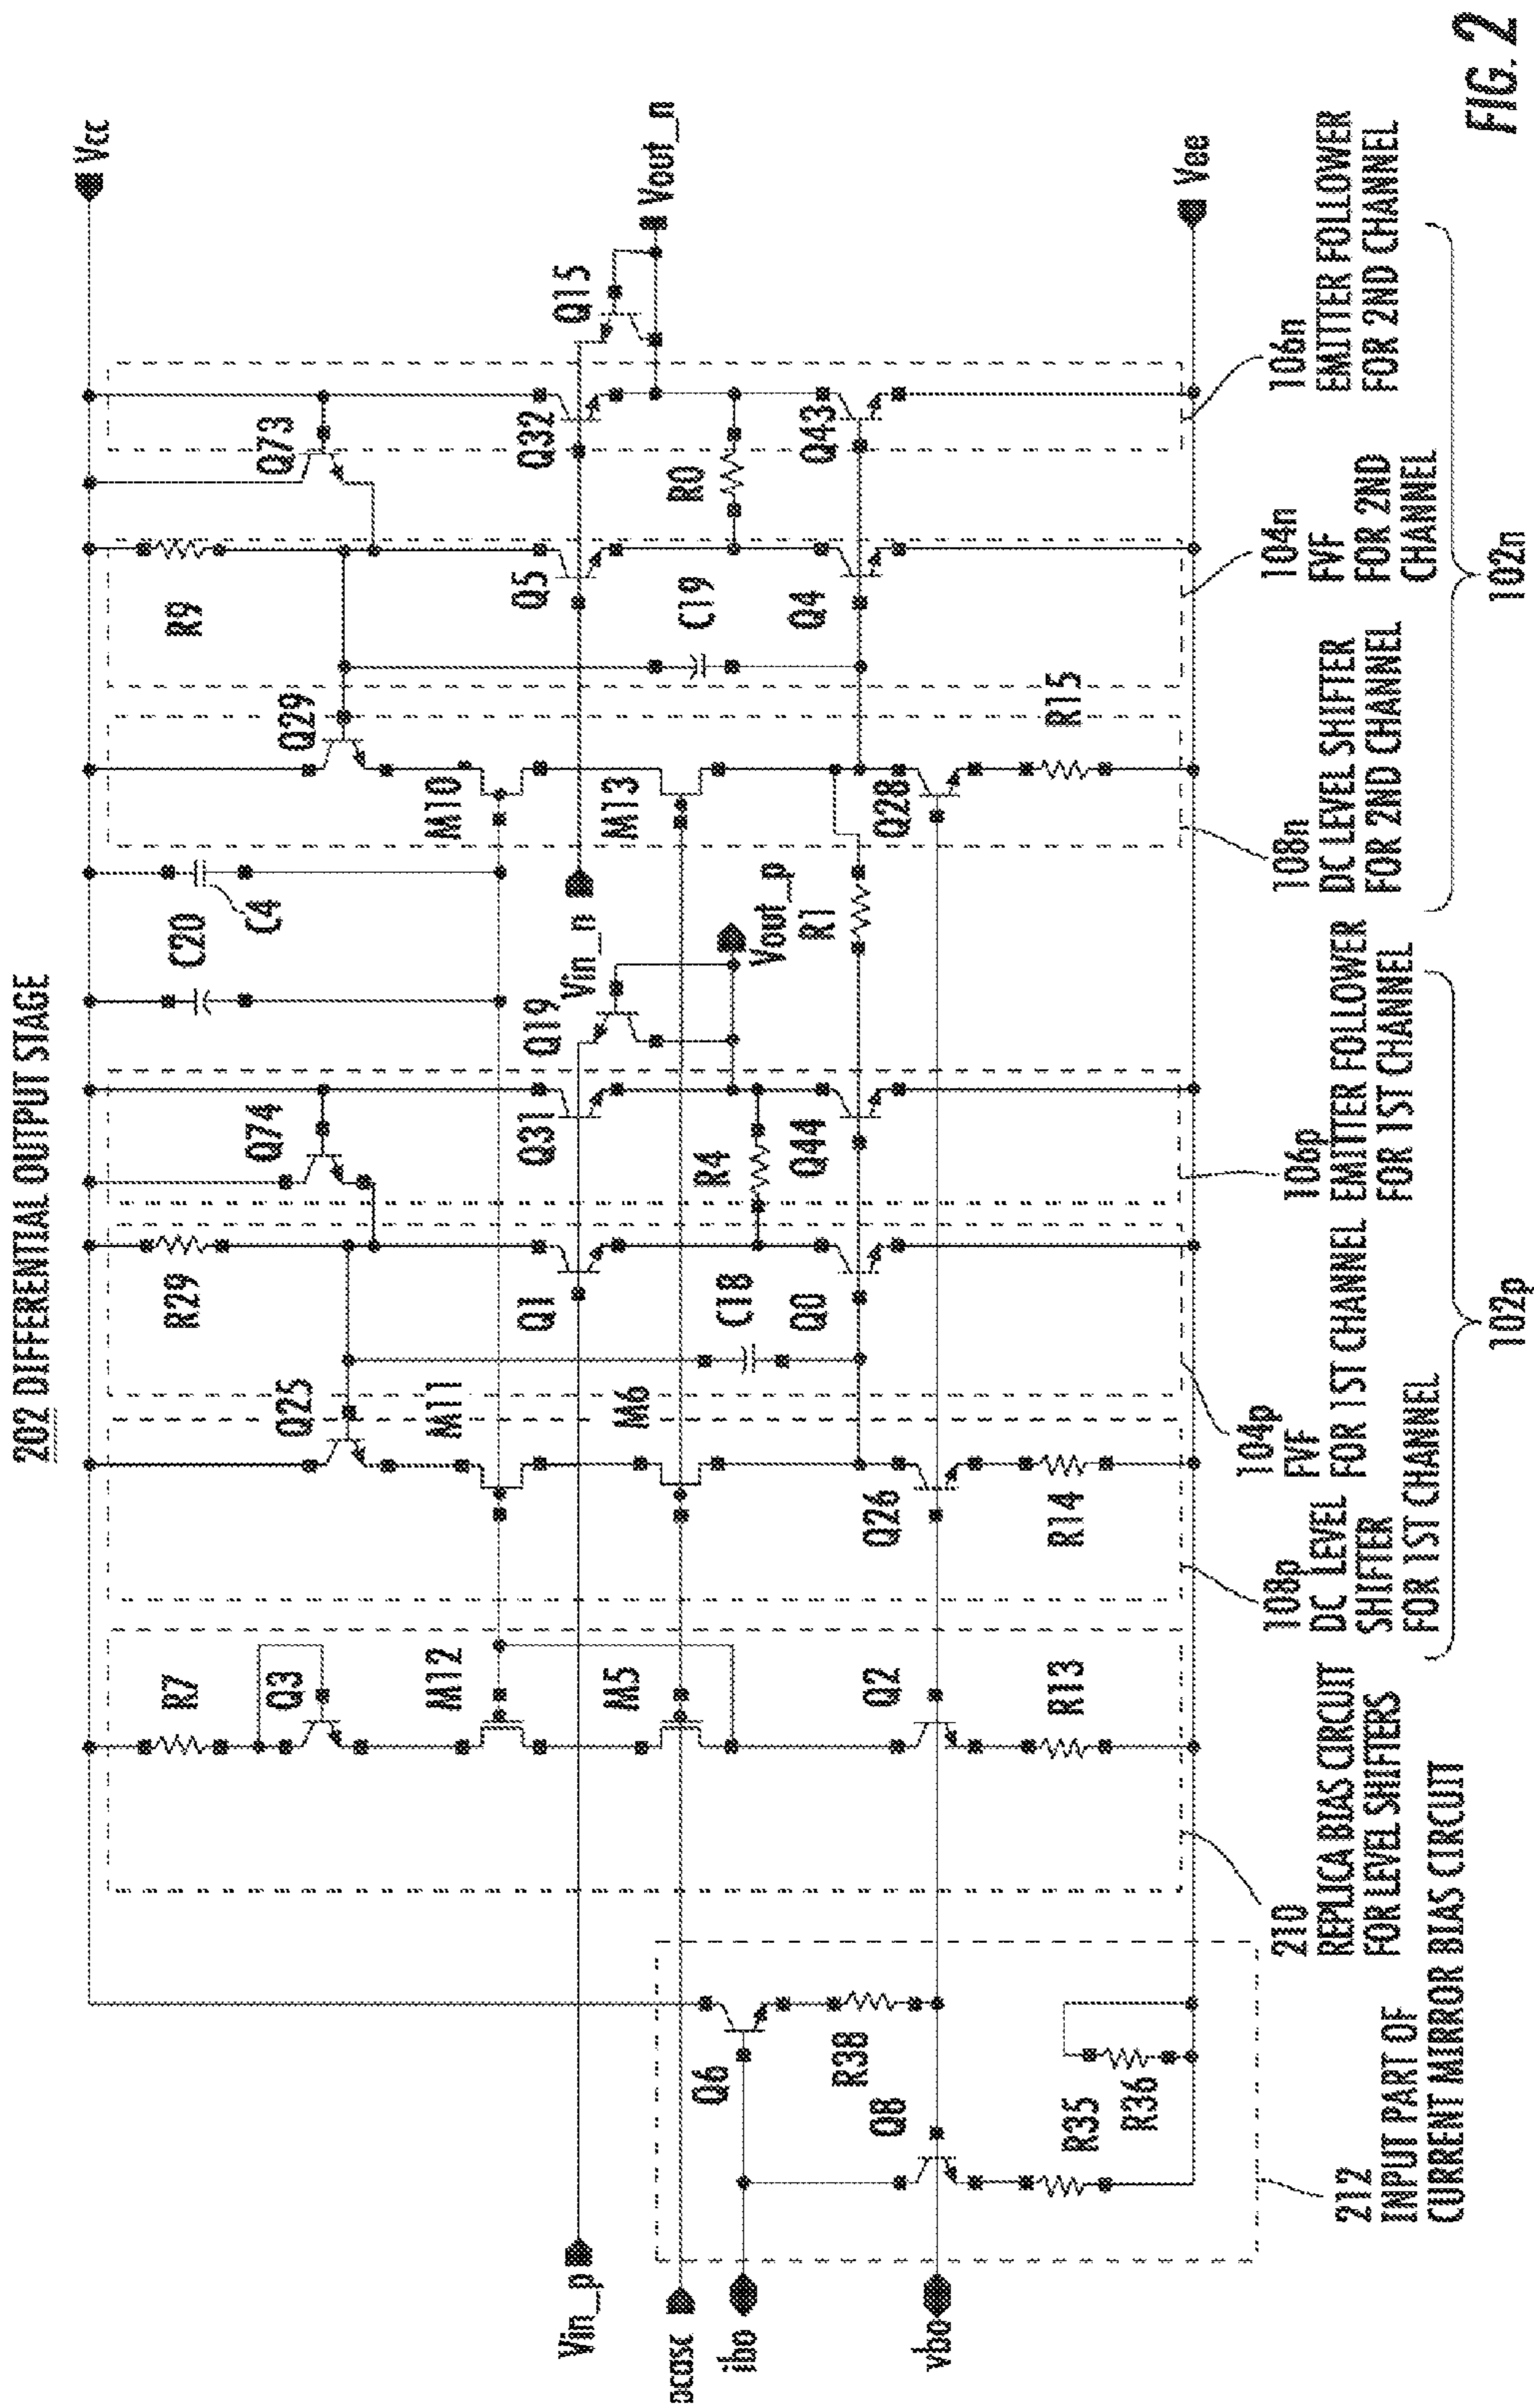 202 DIFFERENTIAL OUTPUT STAGE
Vcc
R7
Q3
M12
M5
Q2
R13
Q25
M11
M6
Q26
R14
R29
Q1
C18
Q0
Q74
Q31
R4
Q44
Q19
Vout_p
C20
C4
Vin_n
R1
Q29
M10
M13
Q28
R15
R9
Q5
C19
Q4
Q73
Q32
R0
Q43
Q15
Vout_n
Vee
Vin_p
pcasc
ibo
vbo
Q6
R38
Q8
R35
R36
212
INPUT PART OF
CURRENT MIRROR BIAS CIRCUIT
210
REPLICA BIAS CIRCUIT
FOR LEVEL SHIFTERS
108p
DC LEVEL
SHIFTER
FOR 1ST CHANNEL
104p
FVF
FOR 1ST CHANNEL
106p
EMITTER FOLLOWER
FOR 1ST CHANNEL
102p
108n
DC LEVEL SHIFTER
FOR 2ND CHANNEL
104n
FVF
FOR 2ND
CHANNEL
106n
EMITTER FOLLOWER
FOR 2ND CHANNEL
102n
FIG. 2